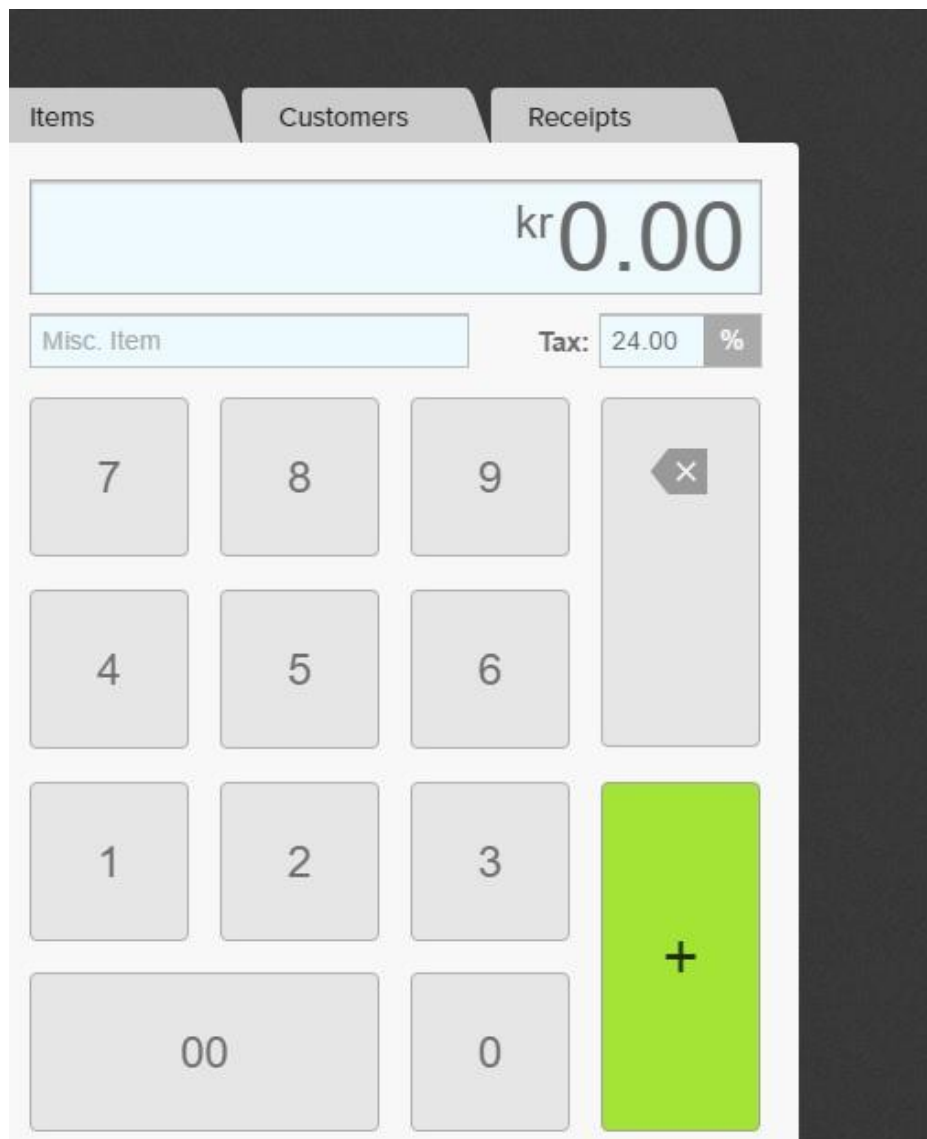 Items Customers Receipts
kr0.00
Misc. Item Tax: 24.00 %
7 8 9
4 5 6
1 2 3
+
00 0